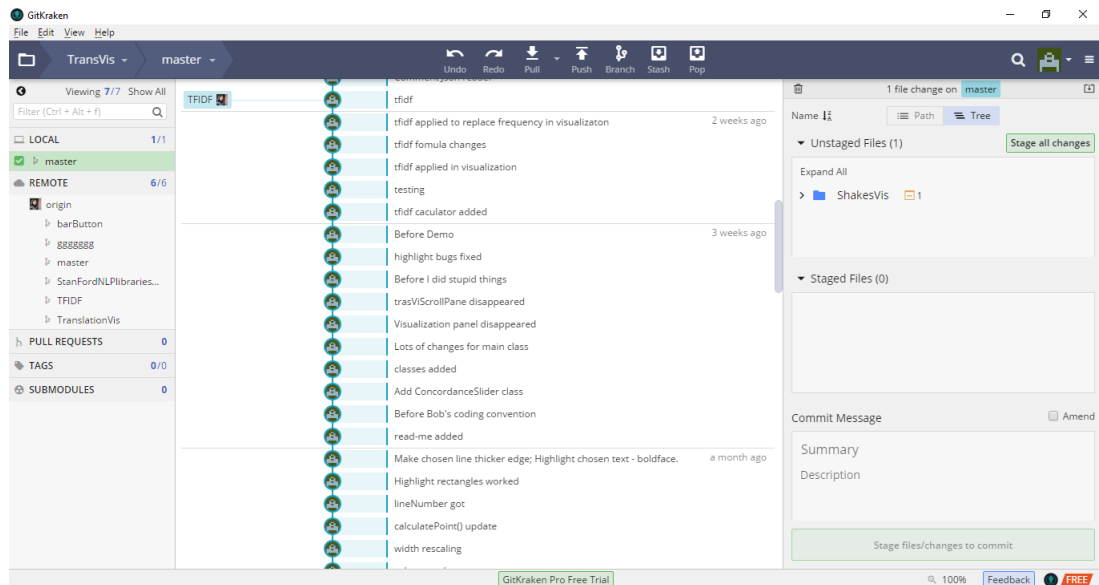 GitKraken
File Edit View Help
TransVis
master
Undo Redo Pull Push Branch Stash Pop
Viewing 7/7 Show All
Filter (Ctrl + Alt + f)
LOCAL 1/1
master
REMOTE 6/6
origin
barButton
ggggggg
master
StanFordNLPlibraries...
TFIDF
TranslationVis
PULL REQUESTS 0
TAGS 0/0
SUBMODULES 0
TFIDF
Comment json reader
tfidf
tfidf applied to replace frequency in visualizaton 2 weeks ago
tfidf fomula changes
tfidf applied in visualization
testing
tfidf caculator added
Before Demo 3 weeks ago
highlight bugs fixed
Before I did stupid things
trasViScrollPane disappeared
Visualization panel disappeared
Lots of changes for main class
classes added
Add ConcordanceSlider class
Before Bob's coding convention
read-me added
Make chosen line thicker edge; Highlight chosen text - boldface. a month ago
Highlight rectangles worked
lineNumber got
calculatePoint() update
width rescaling
1 file change on master
Name Path Tree
Unstaged Files (1) Stage all changes
Expand All
ShakesVis 1
Staged Files (0)
Commit Message Amend
Summary
Description
Stage files/changes to commit
GitKraken Pro Free Trial
100% Feedback FREE